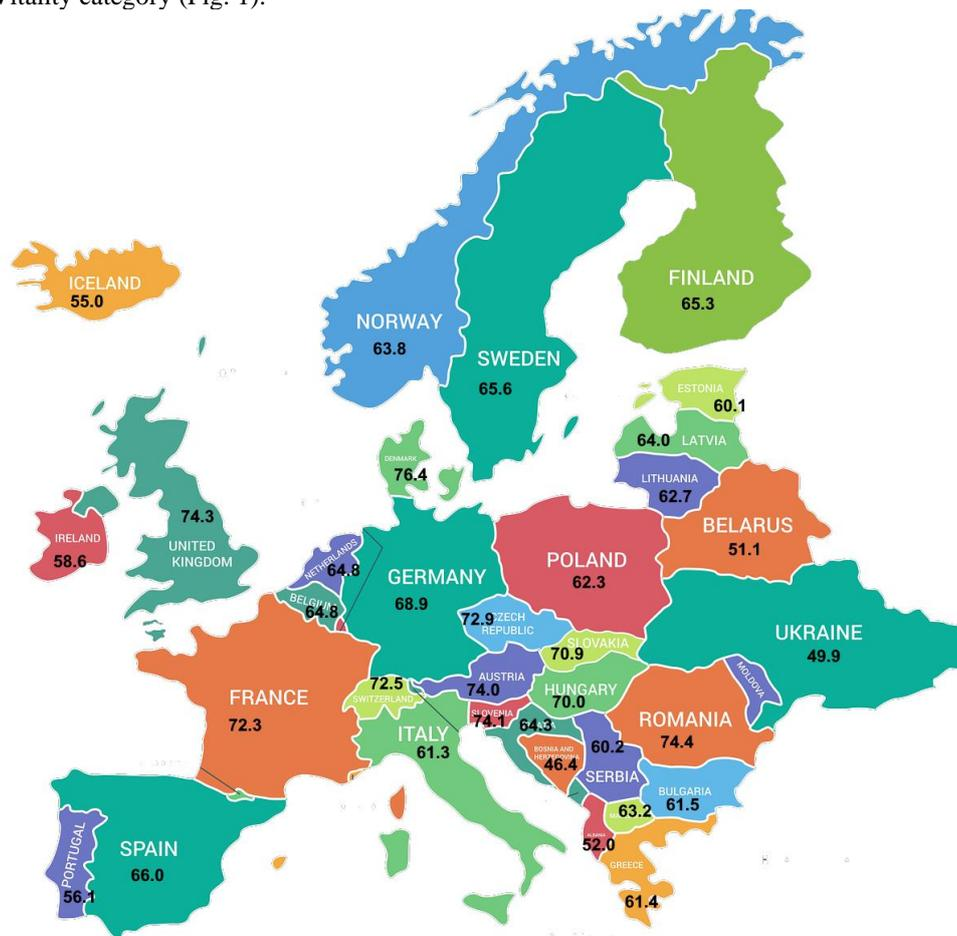 Vitality category (Fig. 1).
ICELAND
55.0
FINLAND
65.3
NORWAY
63.8
SWEDEN
65.6
ESTONIA
60.1
64.0 LATVIA
LITHUANIA
62.7
DENMARK
76.4
74.3
UNITED
KINGDOM
IRELAND
58.6
BELARUS
51.1
POLAND
62.3
NETHERLANDS
64.8
BELGIUM
64.8
GERMANY
68.9
72.9 CZECH
REPUBLIC
SLOVAKIA
70.9
UKRAINE
49.9
MOLDOVA
AUSTRIA
74.0
72.5
SWITZERLAND
HUNGARY
70.0
FRANCE
72.3
SLOVENIA
74.1
64.3
ROMANIA
74.4
ITALY
61.3
BOSNIA AND
HERZEGOVINA
46.4
60.2
SERBIA
BULGARIA
61.5
63.2
ALBANIA
52.0
GREECE
61.4
SPAIN
66.0
PORTUGAL
56.1